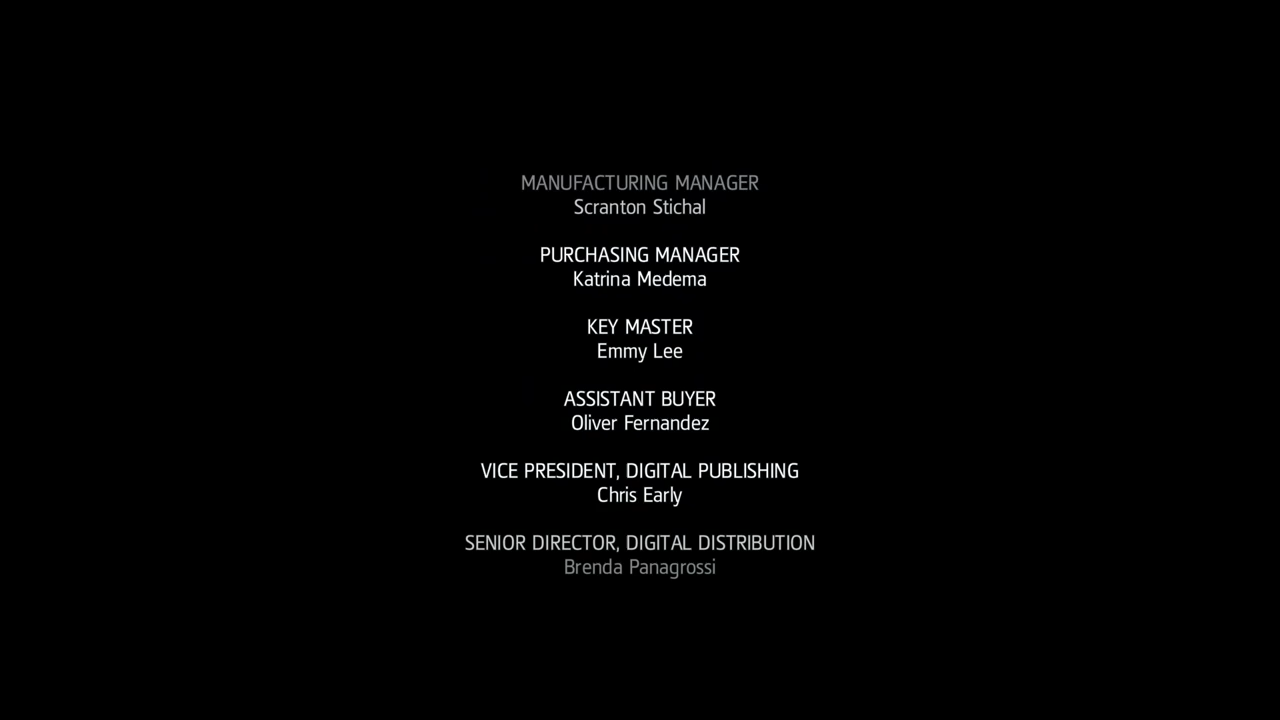 MANUFACTURING MANAGER
Scranton Stichal
PURCHASING MANAGER
Katrina Medema
KEY MASTER
Emmy Lee
ASSISTANT BUYER
Oliver Fernandez
VICE PRESIDENT, DIGITAL PUBLISHING
Chris Early
SENIOR DIRECTOR, DIGITAL DISTRIBUTION
Brenda Panagrossi